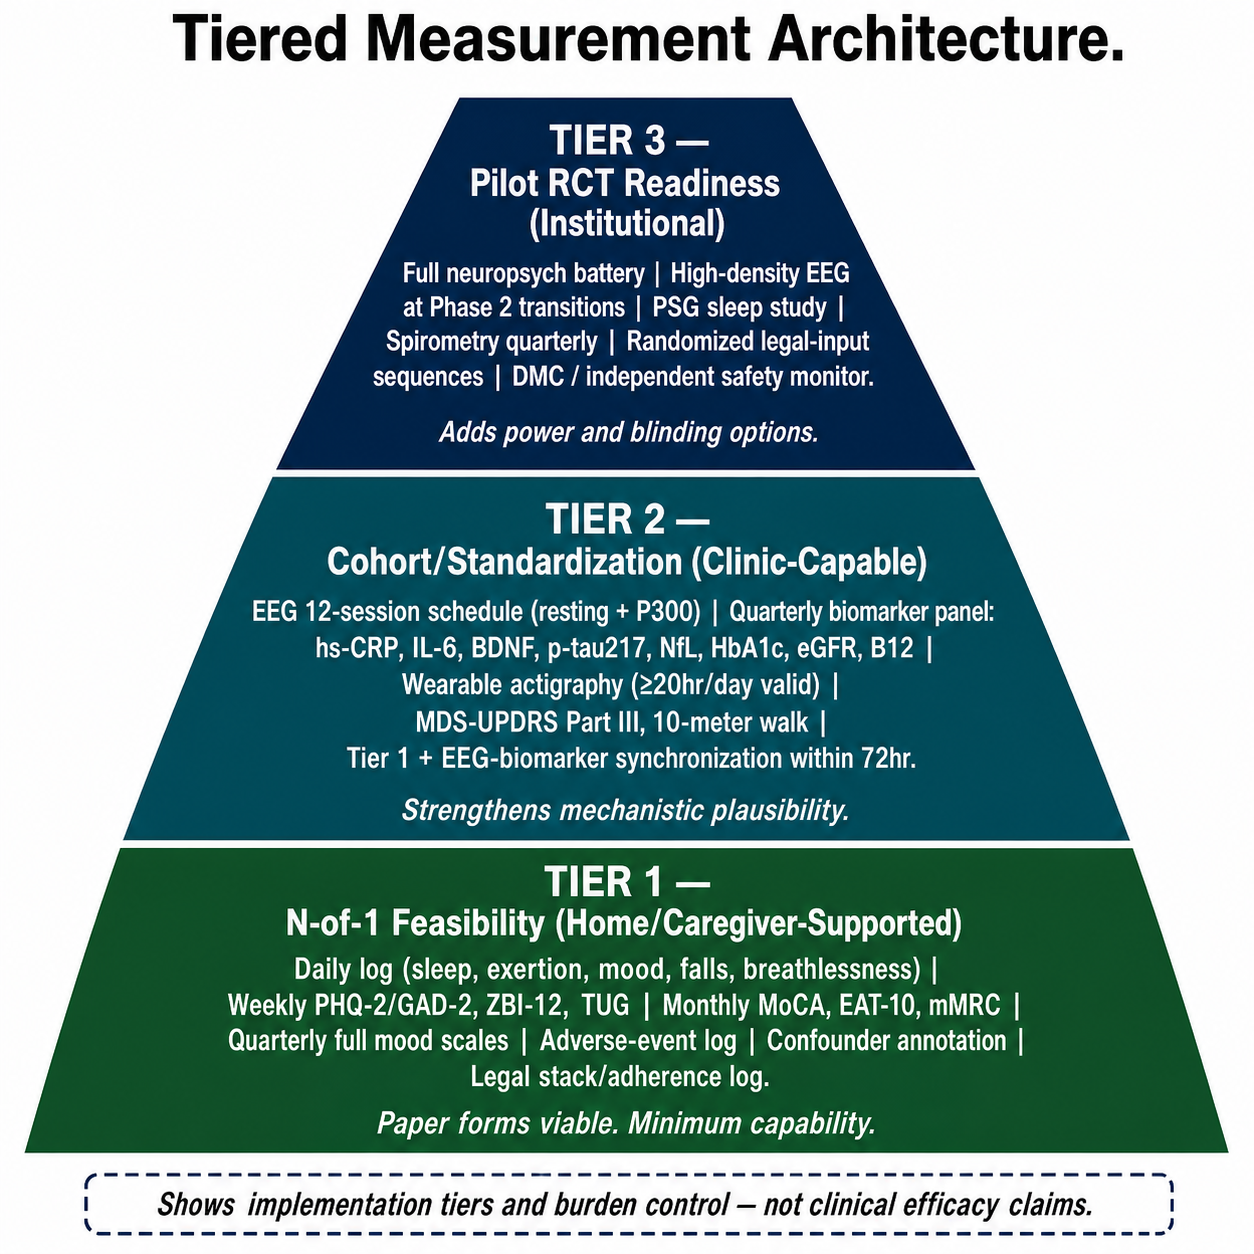 Tiered Measurement Architecture.
TIER 3 —
Pilot RCT Readiness
(Institutional)
Full neuropsych battery | High-density EEG
at Phase 2 transitions | PSG sleep study |
Spirometry quarterly | Randomized legal-input
sequences | DMC / independent safety monitor.
Adds power and blinding options.
TIER 2 —
Cohort/Standardization (Clinic-Capable)
EEG 12-session schedule (resting + P300) | Quarterly biomarker panel:
hs-CRP, IL-6, BDNF, p-tau217, NfL, HbA1c, eGFR, B12 |
Wearable actigraphy (≥20hr/day valid) |
MDS-UPDRS Part III, 10-meter walk |
Tier 1 + EEG-biomarker synchronization within 72hr.
Strengthens mechanistic plausibility.
TIER 1 —
N-of-1 Feasibility (Home/Caregiver-Supported)
Daily log (sleep, exertion, mood, falls, breathlessness) |
Weekly PHQ-2/GAD-2, ZBI-12, TUG | Monthly MoCA, EAT-10, mMRC |
Quarterly full mood scales | Adverse-event log | Confounder annotation |
Legal stack/adherence log.
Paper forms viable. Minimum capability.
Shows implementation tiers and burden control — not clinical efficacy claims.